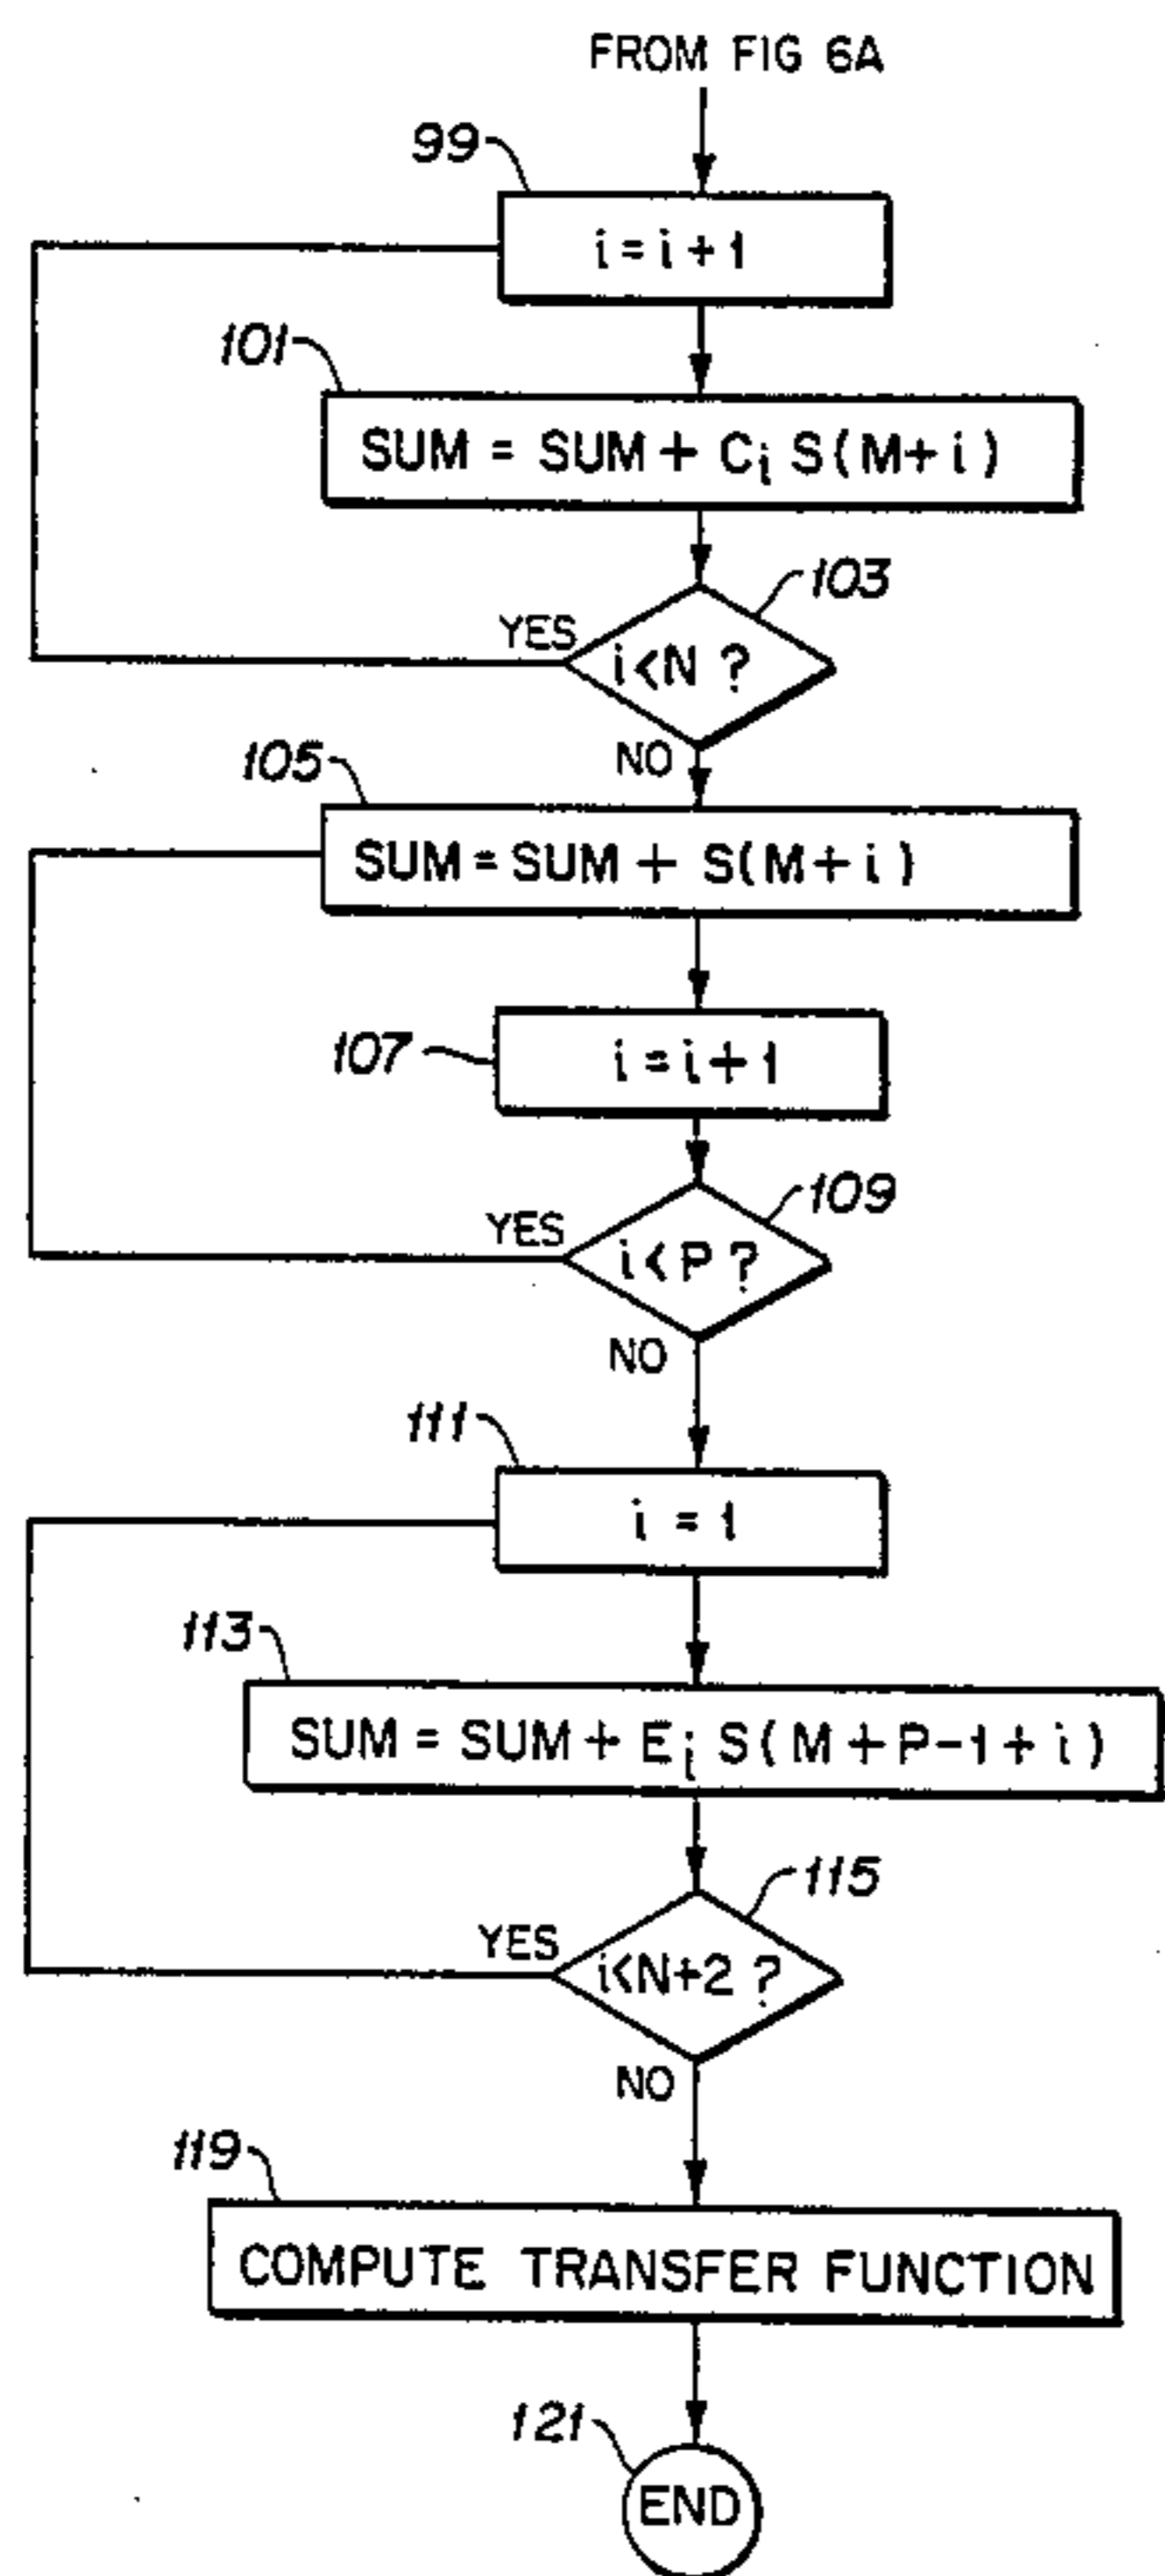 FROM FIG 6A
99
i = i + 1
101
SUM = SUM + Ci S(M+i)
103
YES
i<N ?
NO
105
SUM = SUM + S(M+i)
107
i = i + 1
109
YES
i<P ?
NO
111
i = 1
113
SUM = SUM + Ei S(M+P-1+i)
115
YES
i<N+2 ?
NO
119
COMPUTE TRANSFER FUNCTION
121
END